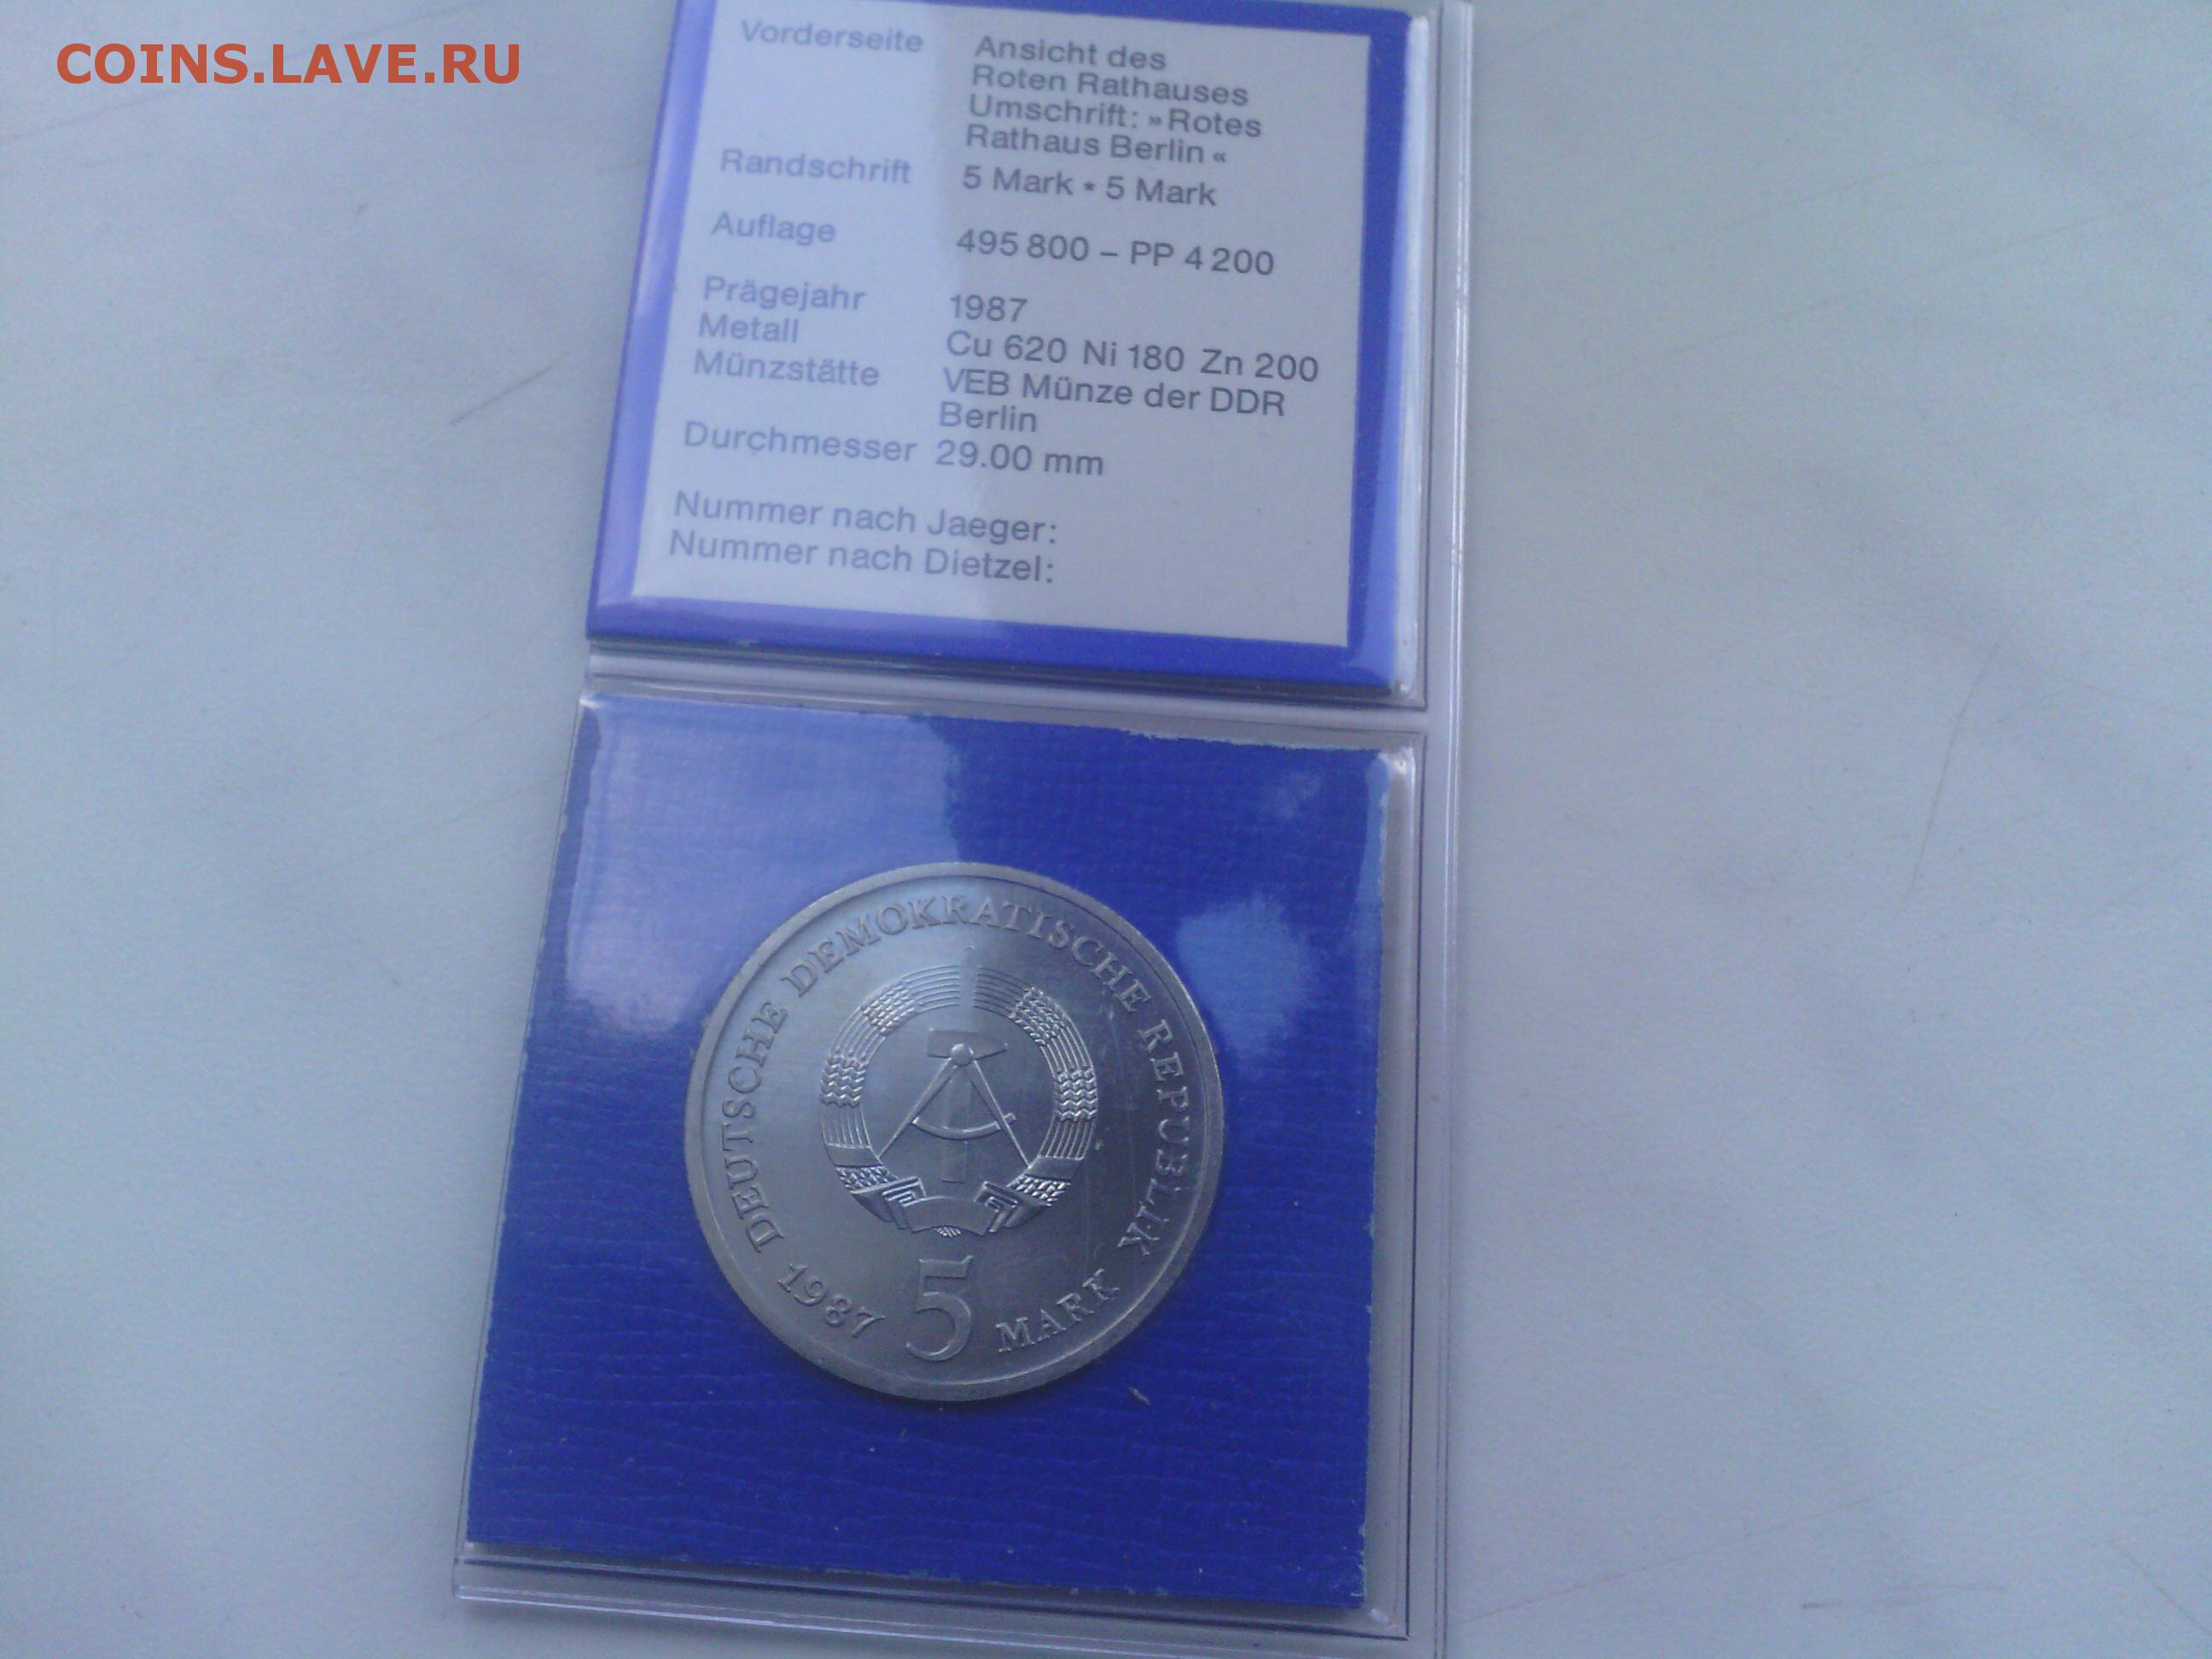 COINS.LAVE.RU
Vorderseite Ansicht des
Roten Rathauses
Umschrift: »Rotes
Rathaus Berlin«
Randschrift 5 Mark * 5 Mark
Auflage 495 800 – PP 4 200
Prägejahr 1987
Metall Cu 620 Ni 180 Zn 200
Münzstätte VEB Münze der DDR
Berlin
Durchmesser 29.00 mm
Nummer nach Jaeger:
Nummer nach Dietzel:
DEUTSCHE DEMOKRATISCHE REPUBLIK
1987 5 MARK